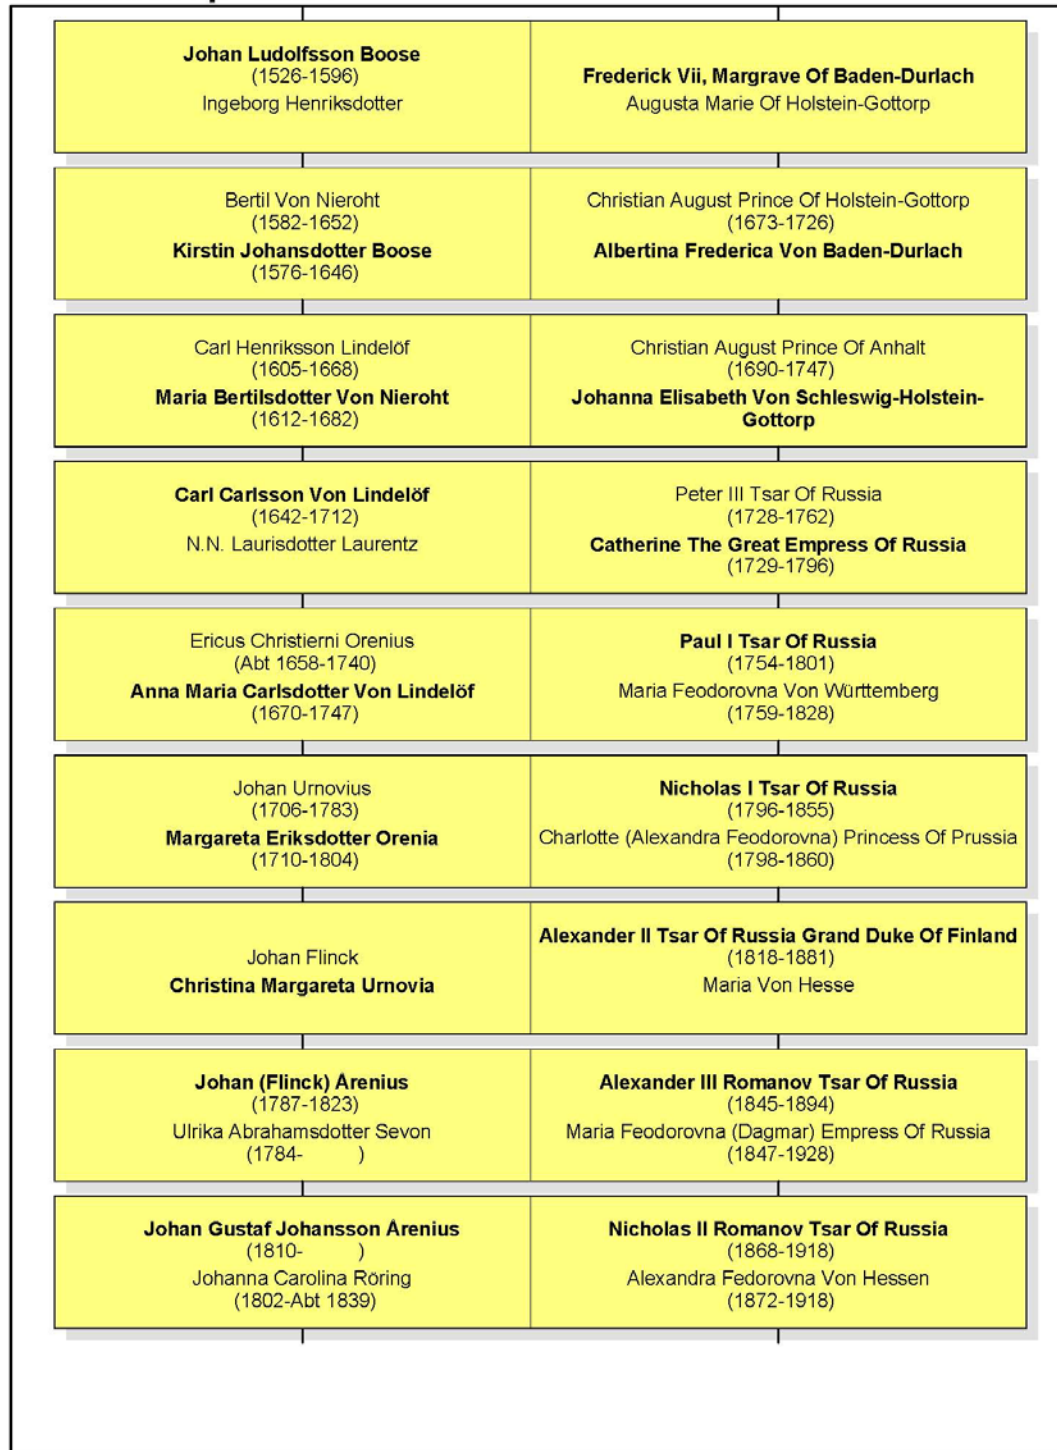 Johan Ludolfsson Boose
(1526-1596)
Ingeborg Henriksdotter
Frederick Vii, Margrave Of Baden-Durlach
Augusta Marie Of Holstein-Gottorp
Bertil Von Nieroht
(1582-1652)
Kirstin Johansdotter Boose
(1576-1646)
Christian August Prince Of Holstein-Gottorp
(1673-1726)
Albertina Frederica Von Baden-Durlach
Carl Henriksson Lindelöf
(1605-1668)
Maria Bertilsdotter Von Nieroht
(1612-1682)
Christian August Prince Of Anhalt
(1690-1747)
Johanna Elisabeth Von Schleswig-Holstein-
Gottorp
Carl Carlsson Von Lindelöf
(1642-1712)
N.N. Laurisdotter Laurentz
Peter III Tsar Of Russia
(1728-1762)
Catherine The Great Empress Of Russia
(1729-1796)
Ericus Christierni Orenius
(Abt 1658-1740)
Anna Maria Carlsdotter Von Lindelöf
(1670-1747)
Paul I Tsar Of Russia
(1754-1801)
Maria Feodorovna Von Württemberg
(1759-1828)
Johan Urnovius
(1706-1783)
Margareta Eriksdotter Orenia
(1710-1804)
Nicholas I Tsar Of Russia
(1796-1855)
Charlotte (Alexandra Feodorovna) Princess Of Prussia
(1798-1860)
Johan Flinck
Christina Margareta Urnovia
Alexander II Tsar Of Russia Grand Duke Of Finland
(1818-1881)
Maria Von Hesse
Johan (Flinck) Årenius
(1787-1823)
Ulrika Abrahamsdotter Sevon
(1784- )
Alexander III Romanov Tsar Of Russia
(1845-1894)
Maria Feodorovna (Dagmar) Empress Of Russia
(1847-1928)
Johan Gustaf Johansson Årenius
(1810- )
Johanna Carolina Röring
(1802-Abt 1839)
Nicholas II Romanov Tsar Of Russia
(1868-1918)
Alexandra Fedorovna Von Hessen
(1872-1918)